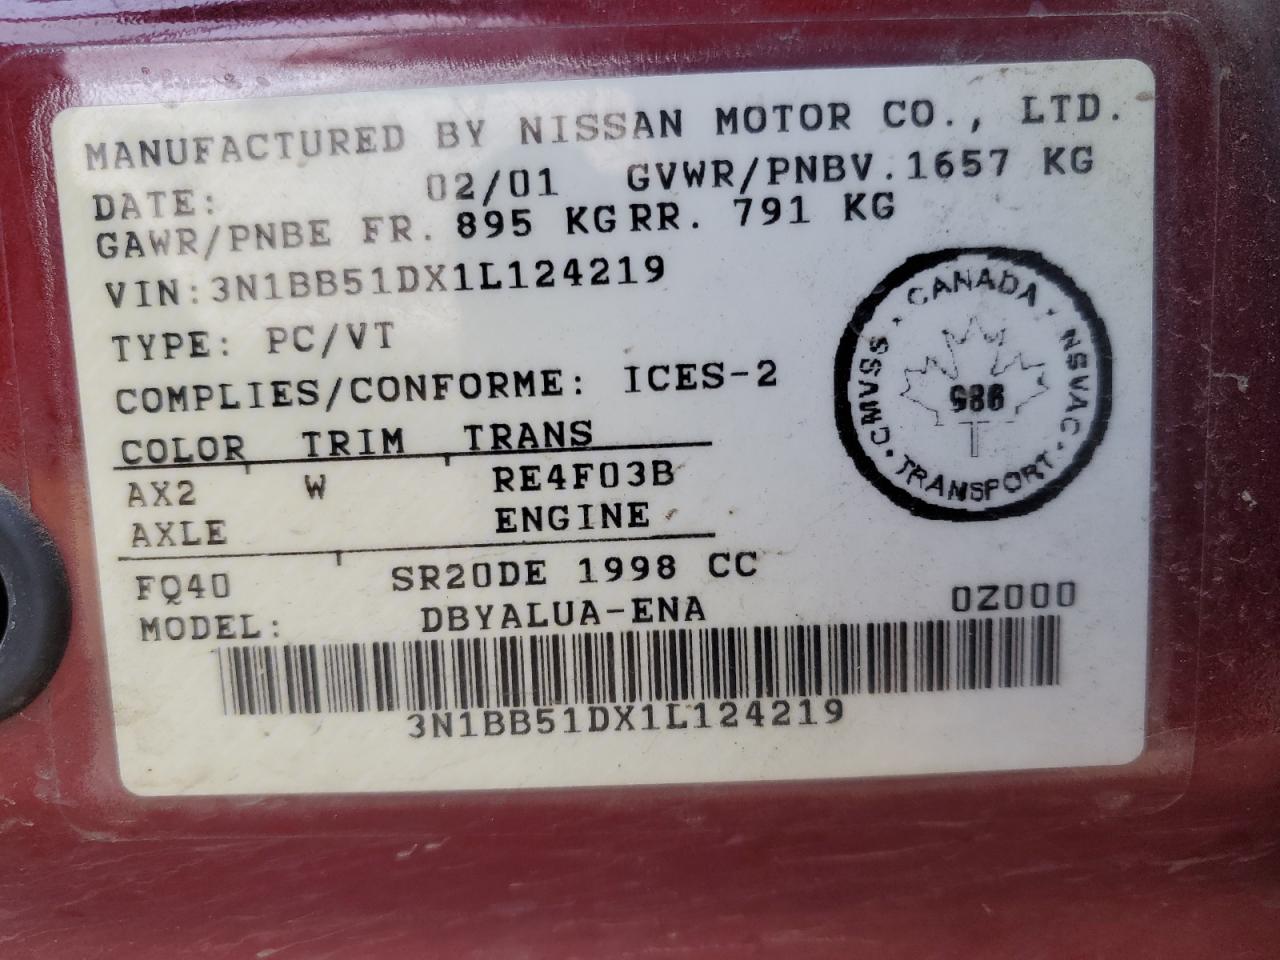 MANUFACTURED BY NISSAN MOTOR CO., LTD.
DATE: 02/01 GVWR/PNBV.1657 KG
GAWR/PNBE FR. 895 KG RR. 791 KG
VIN:3N1BB51DX1L124219
TYPE: PC/VT
COMPLIES/CONFORME: ICES-2
CANADA · NSVAC · TRANSPORT · CMVSS ·
986
COLOR TRIM TRANS
AX2 W RE4F03B
AXLE ENGINE
FQ40 SR20DE 1998 CC
MODEL: DBYALUA-ENA 0Z000
3N1BB51DX1L124219